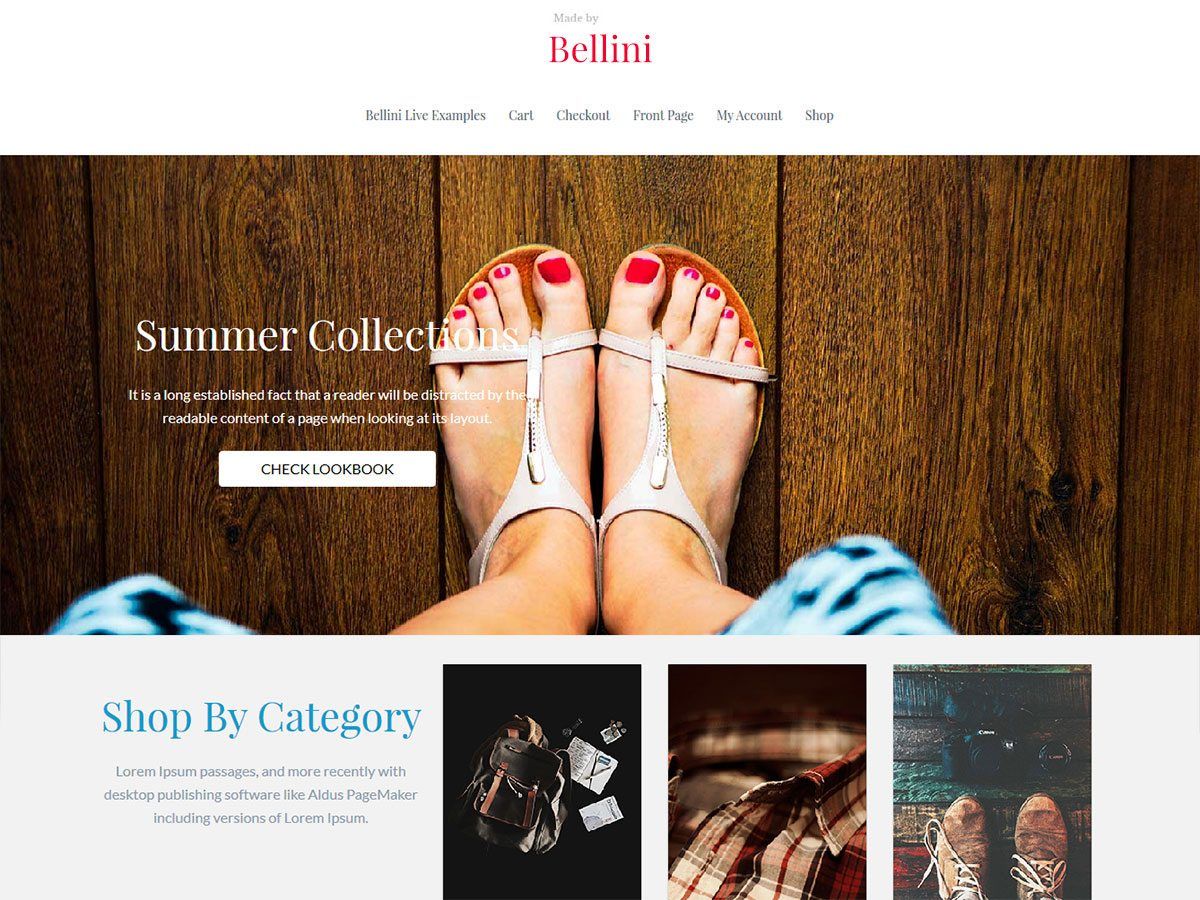 Made by
Bellini
Bellini Live Examples Cart Checkout Front Page My Account Shop
Summer Collections.
It is a long established fact that a reader will be distracted by the
readable content of a page when looking at its layout.
CHECK LOOKBOOK
Shop By Category
Lorem Ipsum passages, and more recently with
desktop publishing software like Aldus PageMaker
including versions of Lorem Ipsum.
Canon